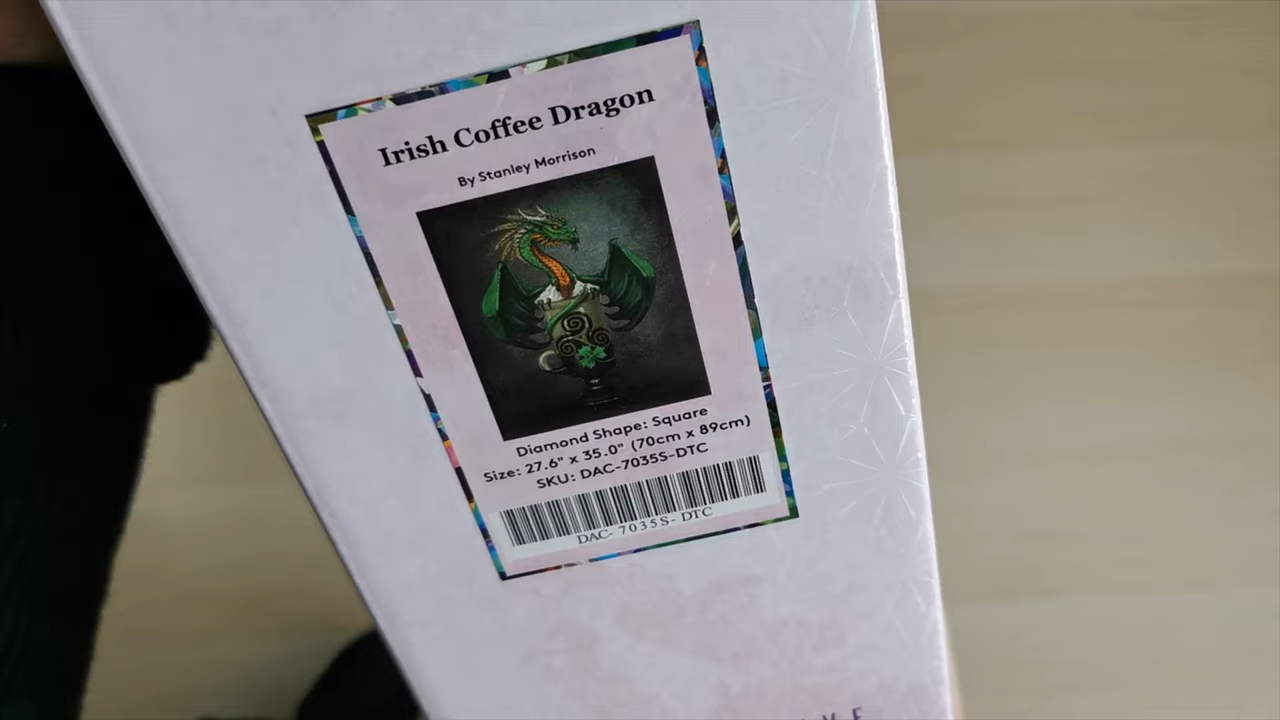 Irish Coffee Dragon
By Stanley Morrison
Diamond Shape: Square
Size: 27.6" x 35.0" (70cm x 89cm)
SKU: DAC-7035S-DTC
DAC- 7035S- DTC